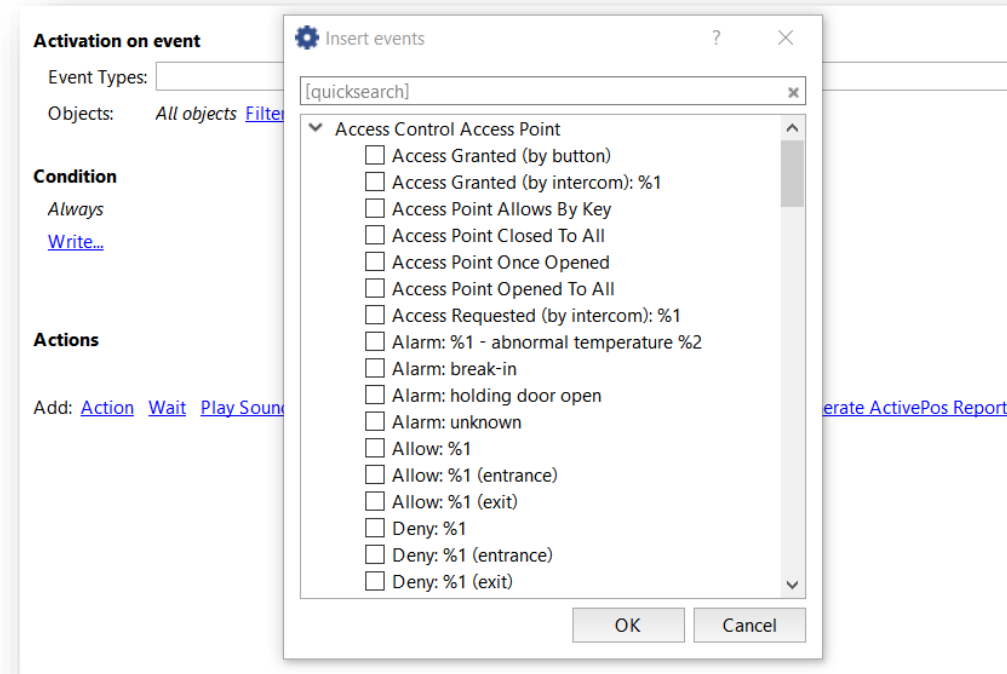 Activation on event
Event Types:
Objects: All objects Filter
Condition
Always
Write...
Actions
Add: Action Wait Play Soun
erate ActivePos Report
Insert events
?
[quicksearch]
Access Control Access Point
Access Granted (by button)
Access Granted (by intercom): %1
Access Point Allows By Key
Access Point Closed To All
Access Point Once Opened
Access Point Opened To All
Access Requested (by intercom): %1
Alarm: %1 - abnormal temperature %2
Alarm: break-in
Alarm: holding door open
Alarm: unknown
Allow: %1
Allow: %1 (entrance)
Allow: %1 (exit)
Deny: %1
Deny: %1 (entrance)
Deny: %1 (exit)
OK
Cancel